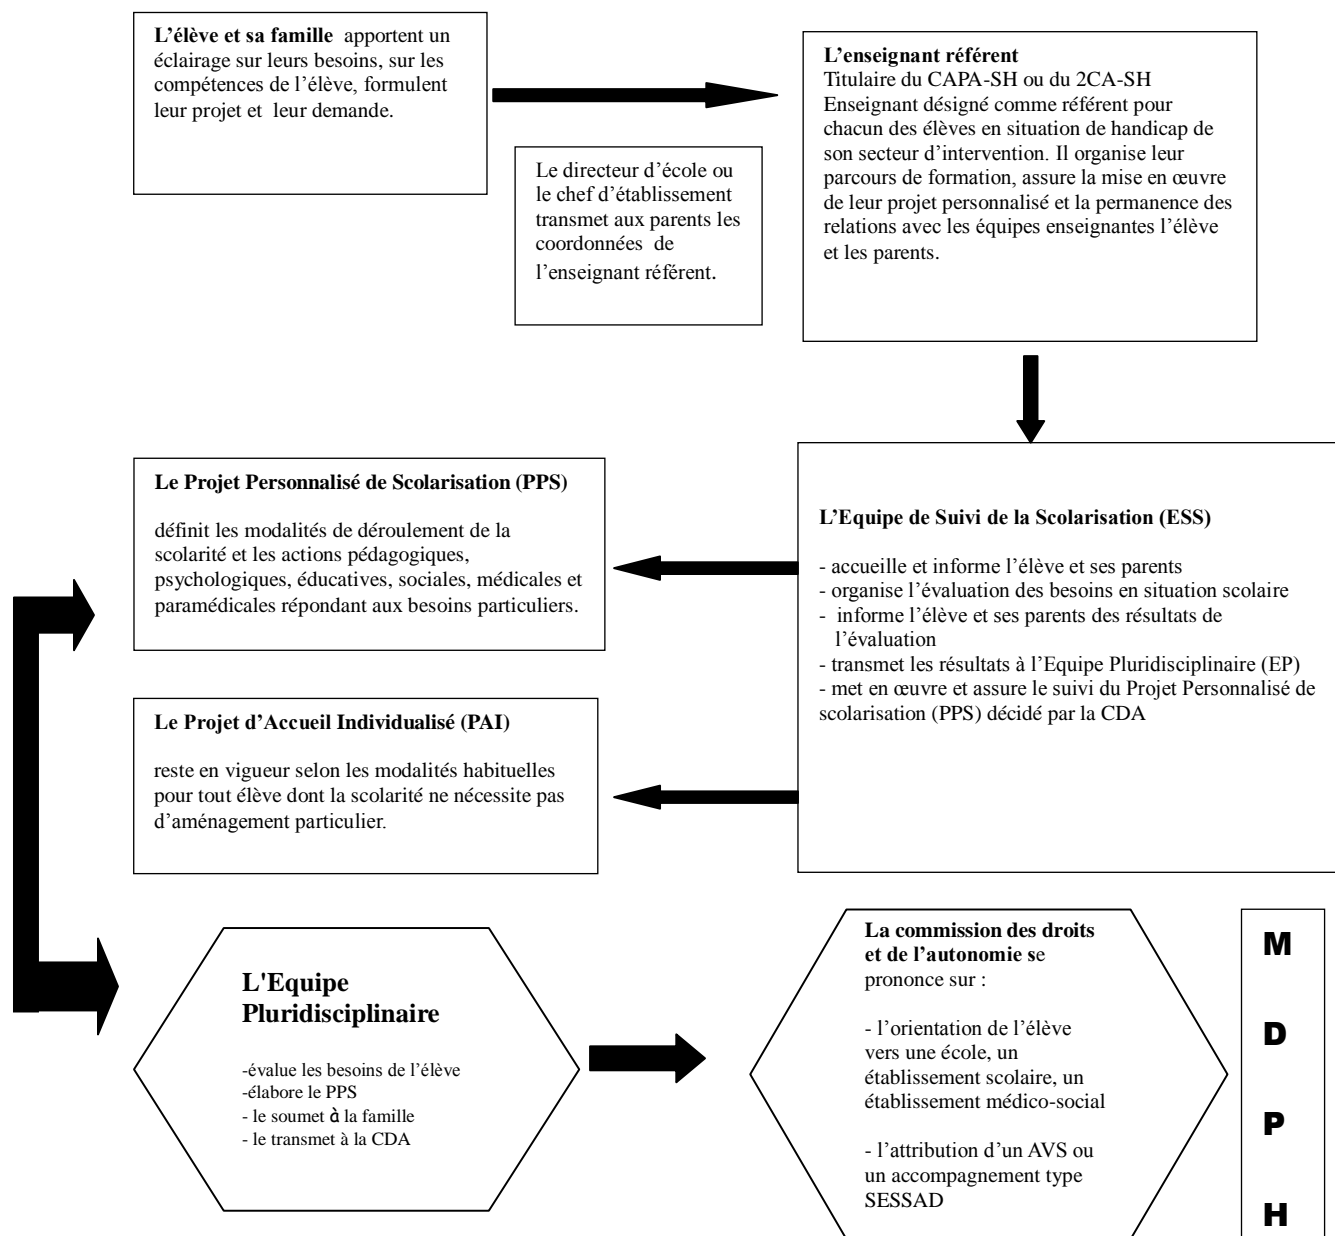 L’élève et sa famille  apportent un
éclairage sur leurs besoins, sur les
compétences de l’élève, formulent
leur projet et  leur demande.
Le directeur d’école ou
le chef d’établissement
transmet aux parents les
coordonnées  de
l’enseignant référent.
L’enseignant référent
Titulaire du CAPA-SH ou du 2CA-SH
Enseignant désigné comme référent pour
chacun des élèves en situation de handicap de
son secteur d’intervention. Il organise leur
parcours de formation, assure la mise en œuvre
de leur projet personnalisé et la permanence des
relations avec les équipes enseignantes l’élève
et les parents.
Le Projet Personnalisé de Scolarisation (PPS)
définit les modalités de déroulement de la
scolarité et les actions pédagogiques,
psychologiques, éducatives, sociales, médicales et
paramédicales répondant aux besoins particuliers.
L’Equipe de Suivi de la Scolarisation (ESS)
- accueille et informe l’élève et ses parents
- organise l’évaluation des besoins en situation scolaire
-  informe l’élève et ses parents des résultats de
l’évaluation
- transmet les résultats à l’Equipe Pluridisciplinaire (EP)
- met en œuvre et assure le suivi du Projet Personnalisé de
scolarisation (PPS) décidé par la CDA
Le Projet d’Accueil Individualisé (PAI)
reste en vigueur selon les modalités habituelles
pour tout élève dont la scolarité ne nécessite pas
d’aménagement particulier.
L'Equipe
Pluridisciplinaire
-évalue les besoins de l’élève
-élabore le PPS
- le soumet à la famille
- le transmet à la CDA
La commission des droits
et de l’autonomie se
prononce sur :
- l’orientation de l’élève
vers une école, un
établissement scolaire, un
établissement médico-social
- l’attribution d’un AVS ou
un accompagnement type
SESSAD
M
D
P
H